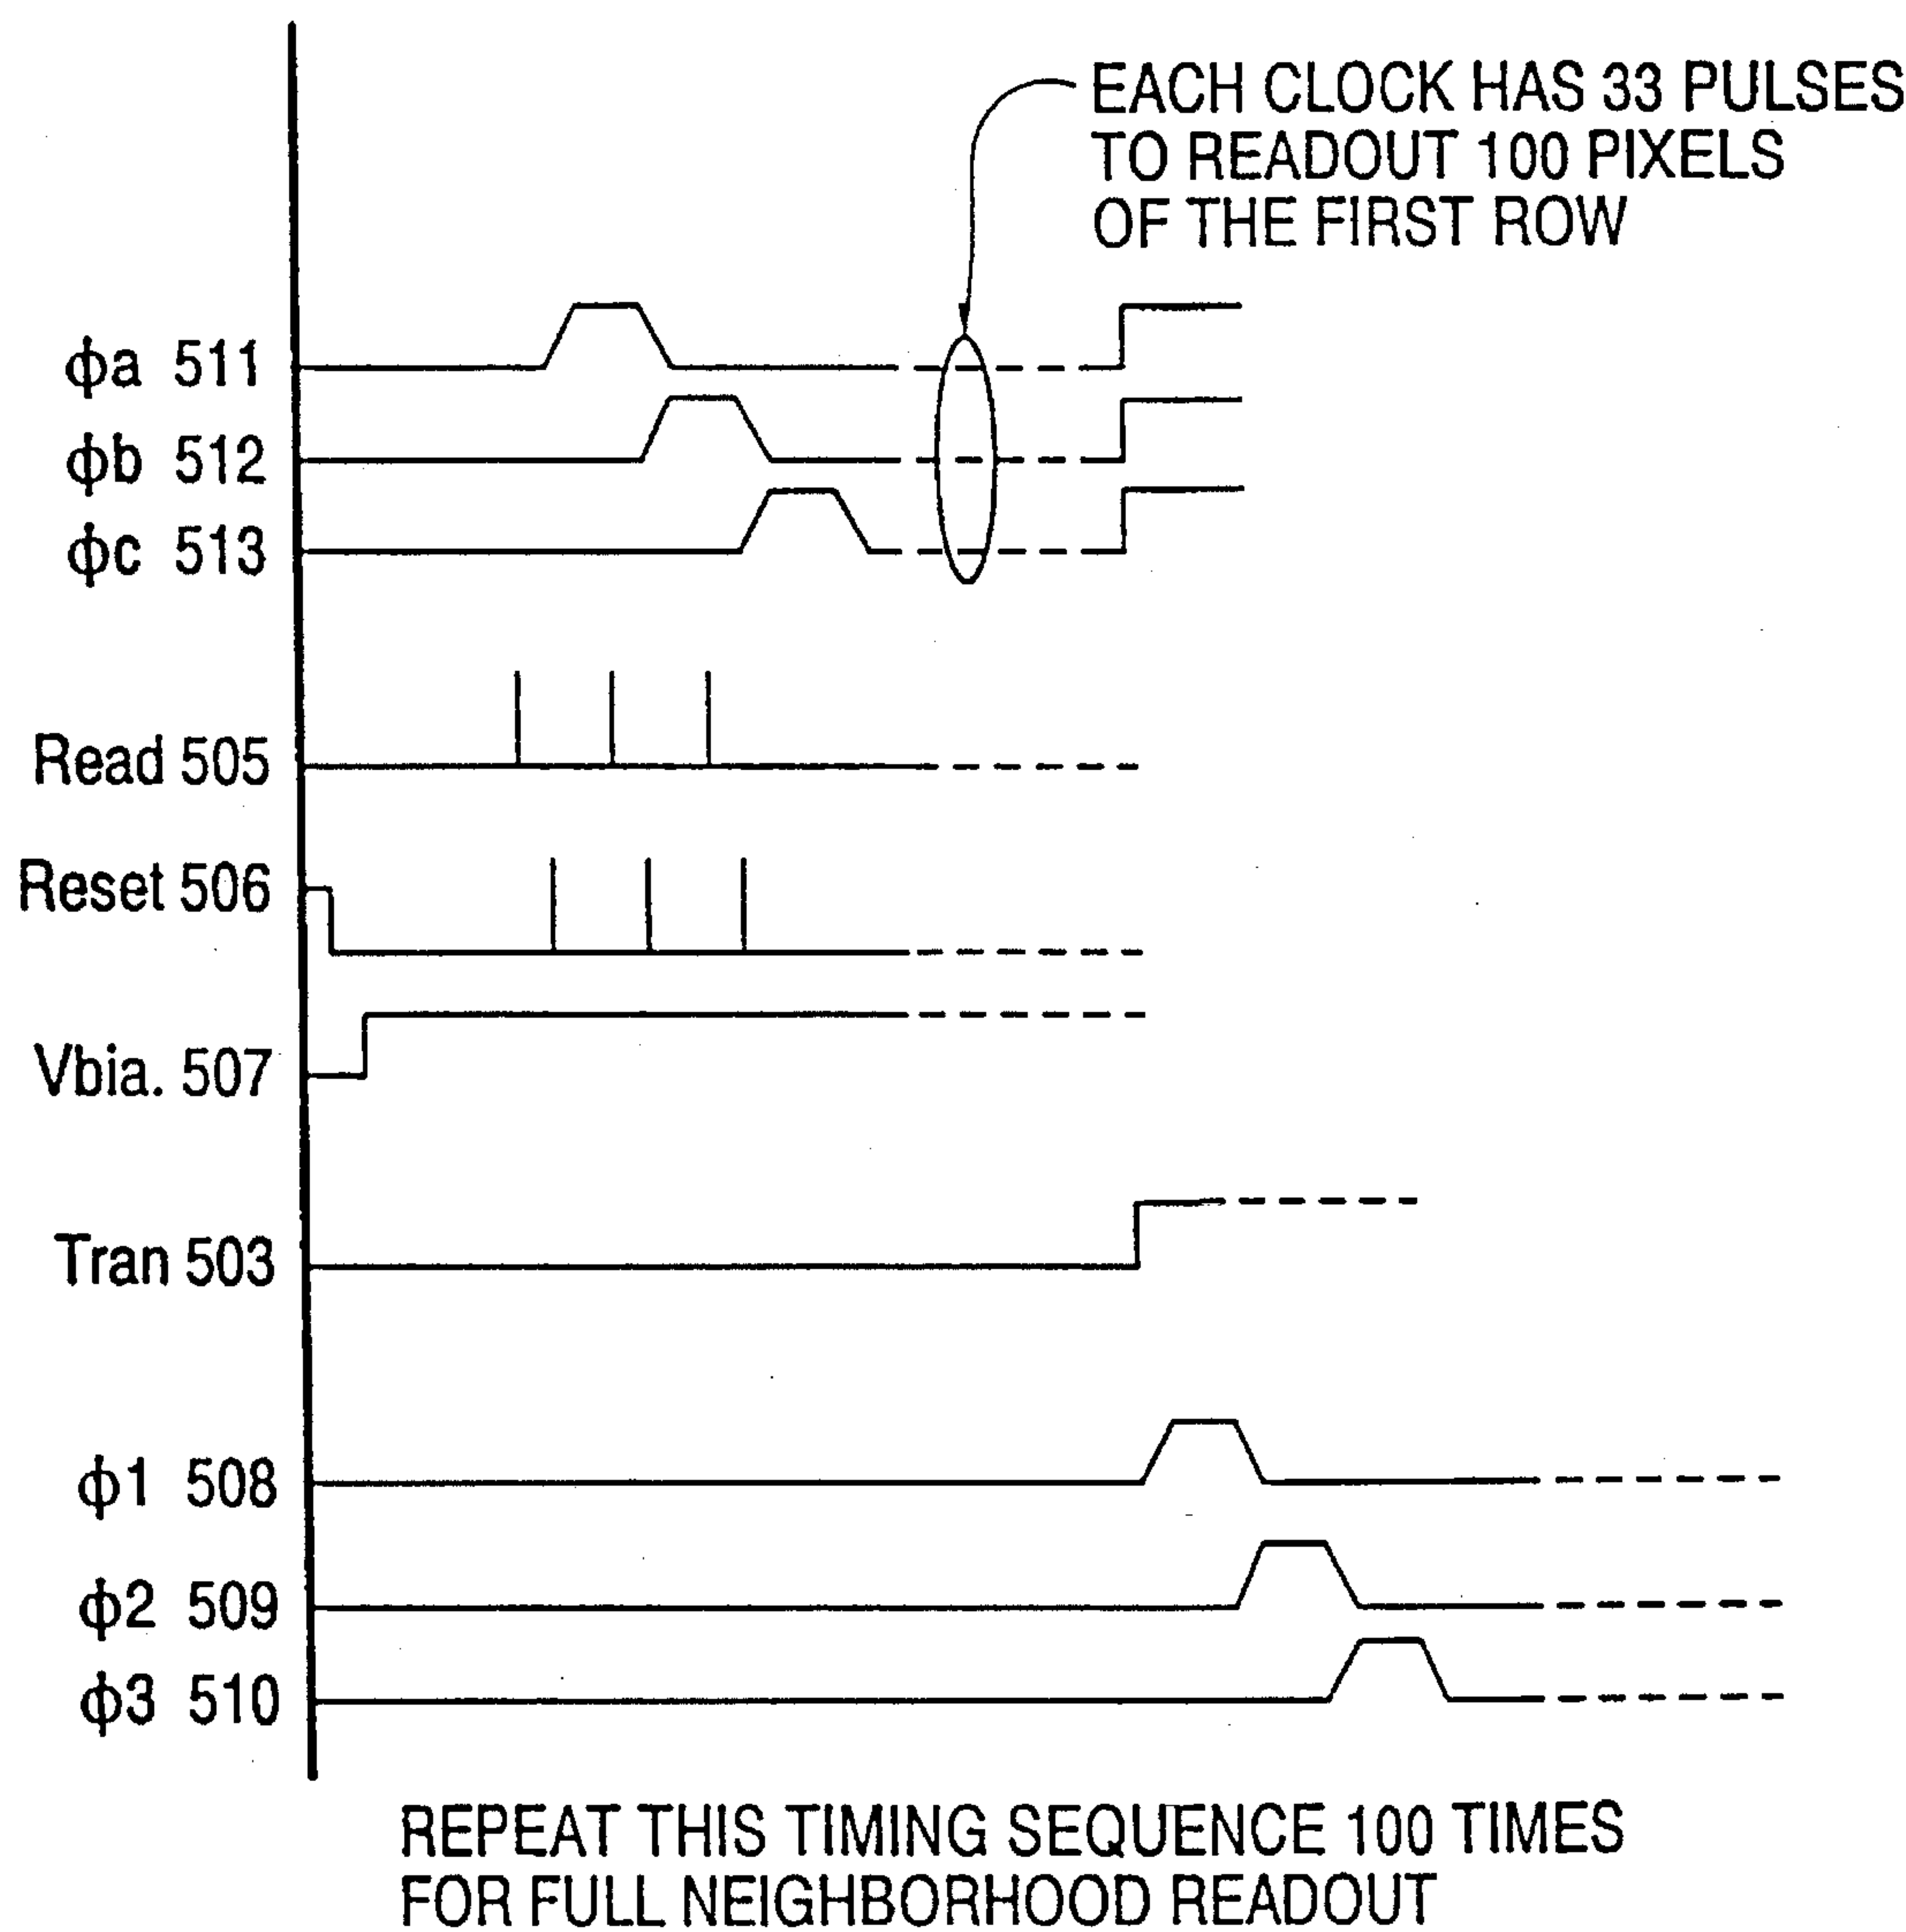 EACH CLOCK HAS 33 PULSES
TO READOUT 100 PIXELS
OF THE FIRST ROW
ϕa 511
ϕb 512
ϕc 513
Read 505
Reset 506
Vbia. 507
Tran 503
ϕ1 508
ϕ2 509
ϕ3 510
REPEAT THIS TIMING SEQUENCE 100 TIMES
FOR FULL NEIGHBORHOOD READOUT